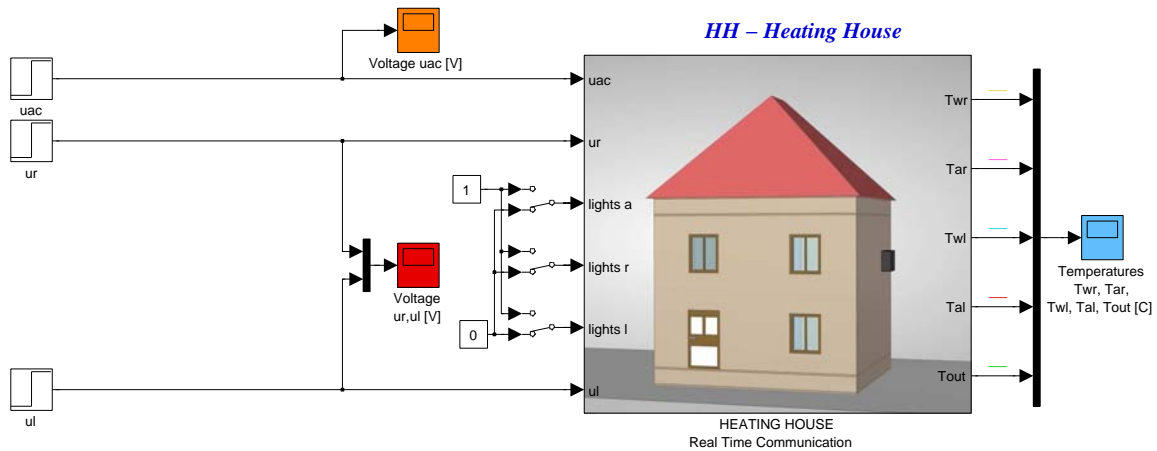 HH – Heating House
Voltage uac [V]
uac
uac
Twr
ur
ur
Tar
1
lights a
Twl
lights r
Voltage
ur,ul [V]
Temperatures
Twr, Tar,
Twl, Tal, Tout [C]
Tal
0
lights l
Tout
ul
ul
HEATING HOUSE
Real Time Communication